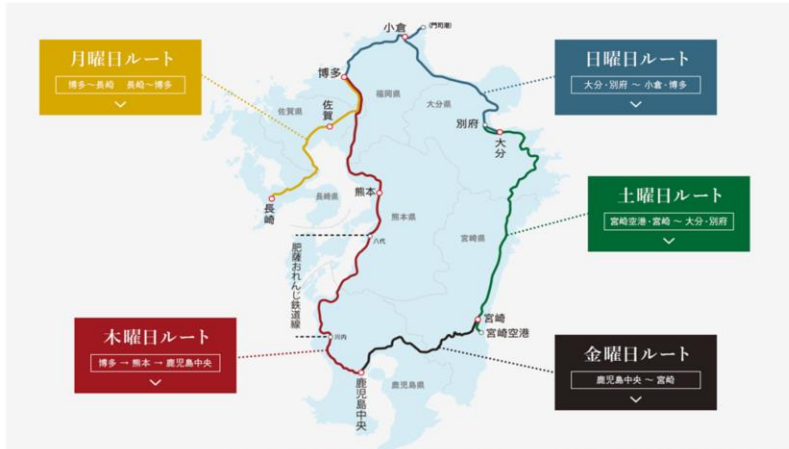 月曜日ルート
博多～長崎　長崎～博多
日曜日ルート
大分・別府 ～ 小倉・博多
土曜日ルート
宮崎空港・宮崎 ～ 大分・別府
木曜日ルート
博多 → 熊本 → 鹿児島中央
金曜日ルート
鹿児島中央 ～ 宮崎
小倉
(門司港)
博多
福岡県
大分県
佐賀県
佐賀
別府
大分
長崎
長崎県
熊本
熊本県
宮崎県
八代
肥薩おれんじ鉄道線
川内
宮崎
宮崎空港
鹿児島中央
鹿児島県